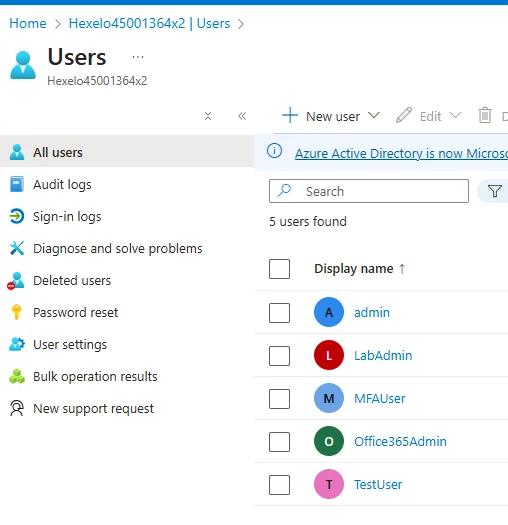 Home > Hexelo45001364x2 | Users >
Users ...
Hexelo45001364x2
New user Edit
All users
Audit logs
Sign-in logs
Diagnose and solve problems
Deleted users
Password reset
User settings
Bulk operation results
New support request
Azure Active Directory is now Microso
Search
5 users found
Display name ↑
A admin
L LabAdmin
M MFAUser
O Office365Admin
T TestUser